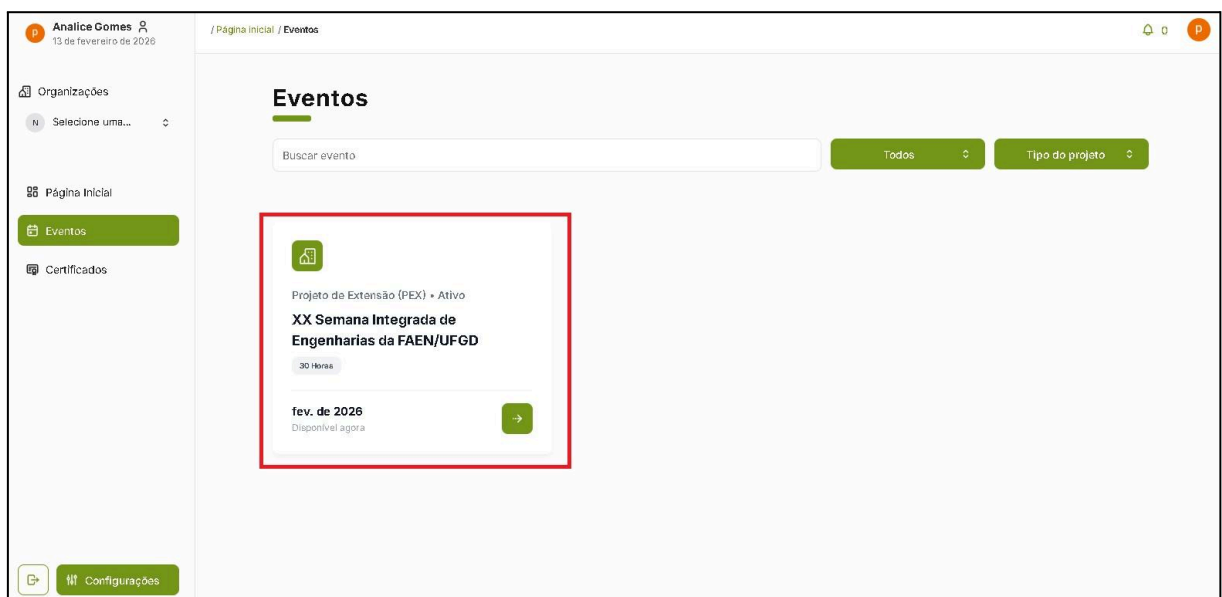 P
Analice Gomes
13 de fevereiro de 2026
/ Página Inicial / Eventos
0
P
Organizações
N Selecione uma...
Página Inicial
Eventos
Certificados
Eventos
Buscar evento
Todos
Tipo do projeto
Projeto de Extensão (PEX) • Ativo
XX Semana Integrada de
Engenharias da FAEN/UFGD
30 Horas
fev. de 2026
Disponível agora
Configurações